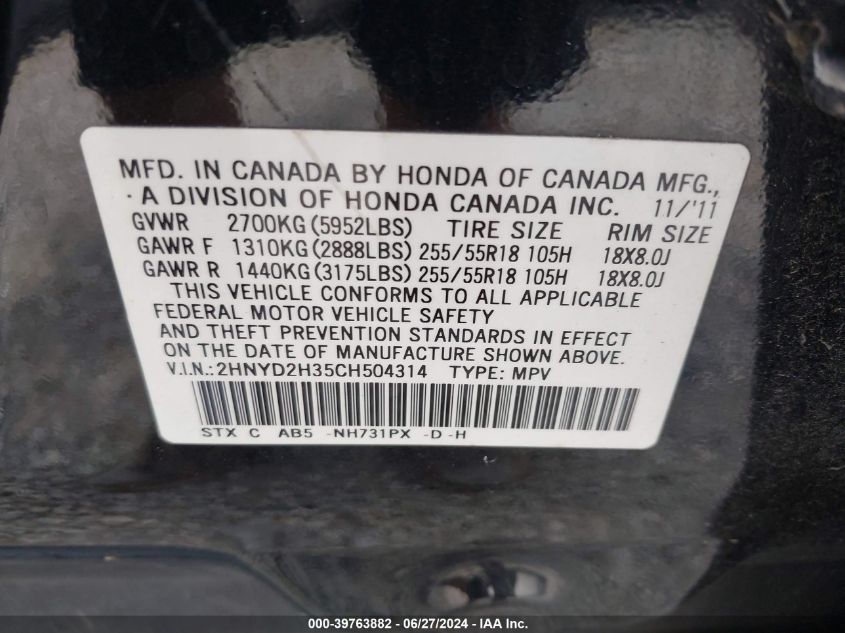 MFD. IN CANADA BY HONDA OF CANADA MFG.,
A DIVISION OF HONDA CANADA INC. 11/'11
GVWR 2700KG (5952LBS) TIRE SIZE RIM SIZE
GAWR F 1310KG (2888LBS) 255/55R18 105H 18X8.0J
GAWR R 1440KG (3175LBS) 255/55R18 105H 18X8.0J
THIS VEHICLE CONFORMS TO ALL APPLICABLE
FEDERAL MOTOR VEHICLE SAFETY
AND THEFT PREVENTION STANDARDS IN EFFECT
ON THE DATE OF MANUFACTURE SHOWN ABOVE.
V.I.N.: 2HNYD2H35CH504314 TYPE: MPV
STX C AB5 -NH731PX -D -H
000-39763882 - 06/27/2024 - IAA Inc.